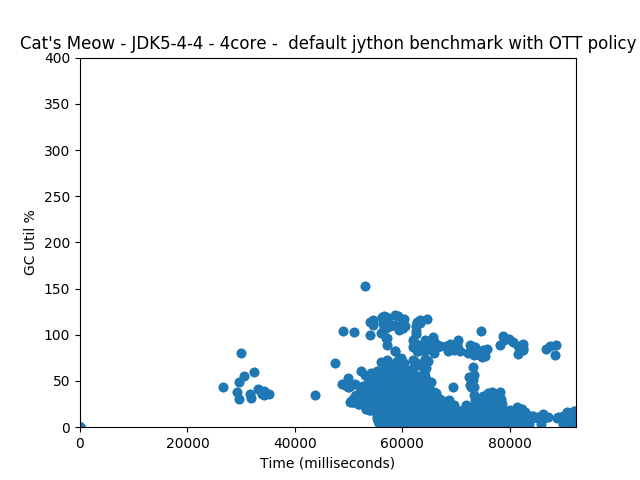 Cat's Meow - JDK5-4-4 - 4core -  default jython benchmark with OTT policy
400
350
300
250
200
150
100
50
0
GC Util %
0 20000 40000 60000 80000
Time (milliseconds)